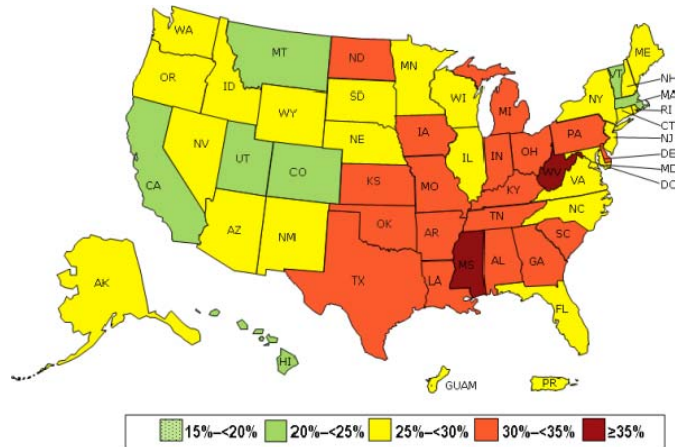 WA
MT
ND
MN
ME
VT
NH
MA
RI
CT
NJ
DE
MD
DC
OR
ID
SD
WI
MI
NY
WY
NE
IA
PA
NV
UT
CO
IL
IN
OH
WV
VA
CA
KS
MO
KY
NC
AZ
NMI
OK
AR
TN
SC
TX
LA
MS
AL
GA
FL
AK
HI
GUAM
PR
15%–<20% 20%–<25% 25%–<30% 30%–<35% ≥35%